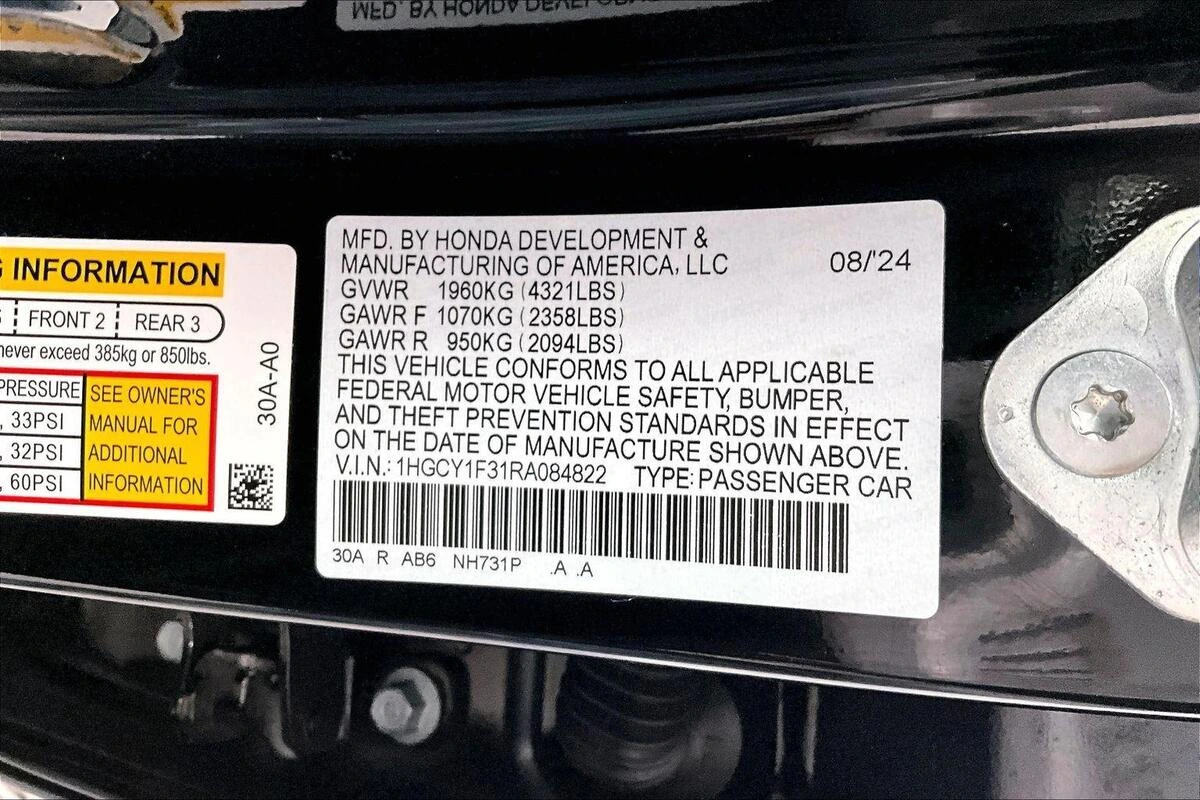 MFD. BY HONDA DEVELOPMENT &
MANUFACTURING OF AMERICA, LLC 08/'24
GVWR 1960KG (4321LBS)
GAWR F 1070KG (2358LBS)
GAWR R 950KG (2094LBS)
THIS VEHICLE CONFORMS TO ALL APPLICABLE
FEDERAL MOTOR VEHICLE SAFETY, BUMPER,
AND THEFT PREVENTION STANDARDS IN EFFECT
ON THE DATE OF MANUFACTURE SHOWN ABOVE.
V.I.N.: 1HGCY1F31RA084822 TYPE: PASSENGER CAR
30A R AB6 NH731P .A .A
INFORMATION
FRONT 2 REAR 3
never exceed 385kg or 850lbs.
PRESSURE
, 33PSI
, 32PSI
, 60PSI
SEE OWNER'S
MANUAL FOR
ADDITIONAL
INFORMATION
30A-A0
MFD. BY HONDA